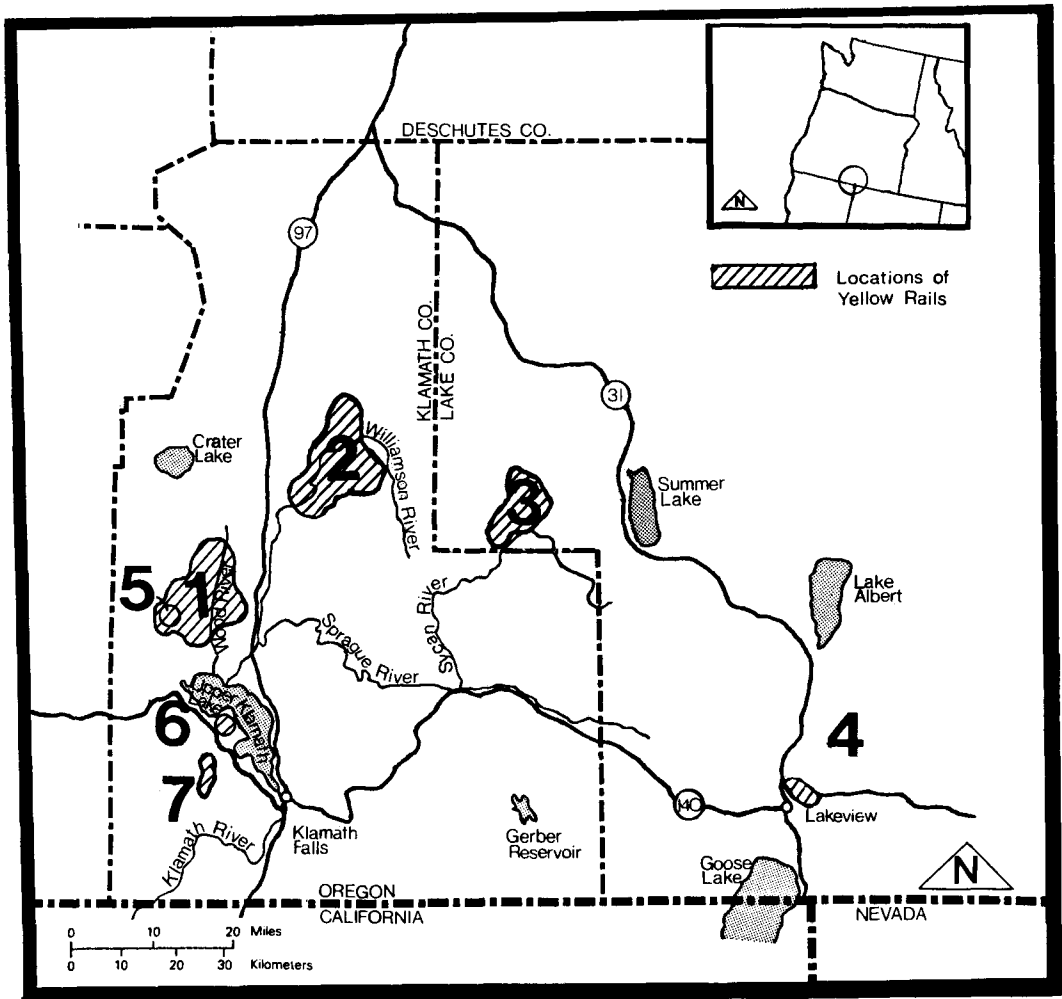 DESCHUTES CO.
N
97
Locations of
Yellow Rails
KLAMATH CO.
LAKE CO.
31
Crater
Lake
2
Williamson River
3
Summer
Lake
5
1
Wood River
Lake
Albert
Sycan River
Sprague River
Upper Klamath
Lake
6
4
7
140
Lakeview
Klamath
Falls
Gerber
Reservoir
Klamath River
Goose
Lake
N
OREGON
CALIFORNIA
NEVADA
0 10 20 Miles
0 10 20 30 Kilometers